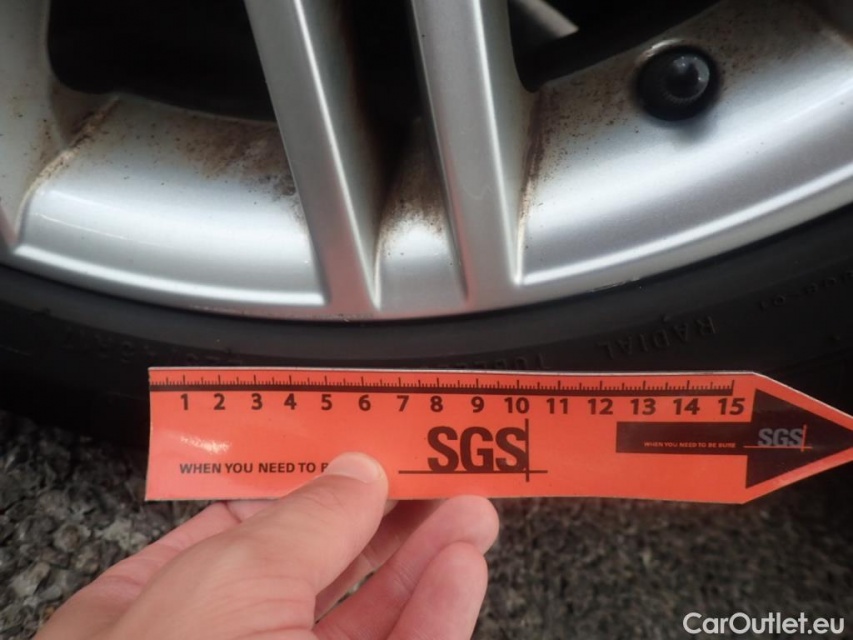 RADIAL
1 2 3 4 5 6 7 8 9 10 11 12 13 14 15
SGS
WHEN YOU NEED TO BE SURE SGS
WHEN YOU NEED TO
CarOutlet.eu